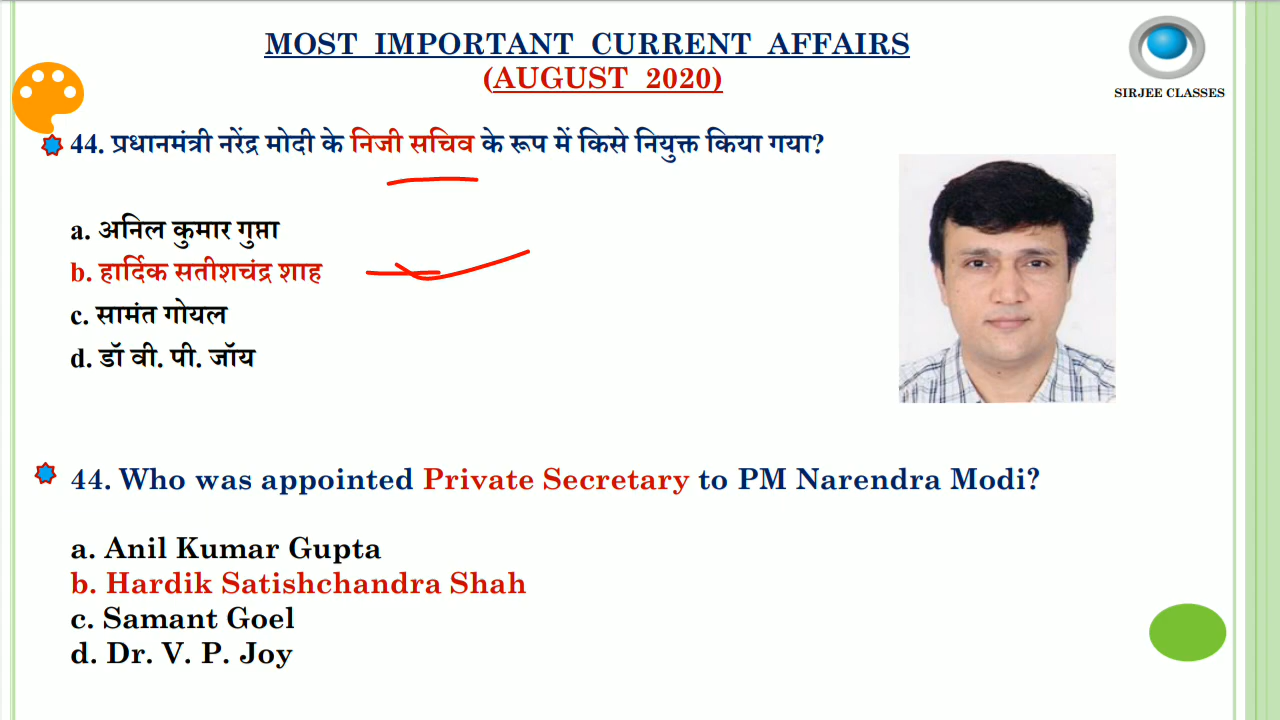 MOST IMPORTANT CURRENT AFFAIRS
(AUGUST 2020)
SIRJEE CLASSES
44. प्रधानमंत्री नरेंद्र मोदी के निजी सचिव के रूप में किसे नियुक्त किया गया?
a. अनिल कुमार गुप्ता
b. हार्दिक सतीशचंद्र शाह
c. सामंत गोयल
d. डॉ वी. पी. जॉय
44. Who was appointed Private Secretary to PM Narendra Modi?
a. Anil Kumar Gupta
b. Hardik Satishchandra Shah
c. Samant Goel
d. Dr. V. P. Joy